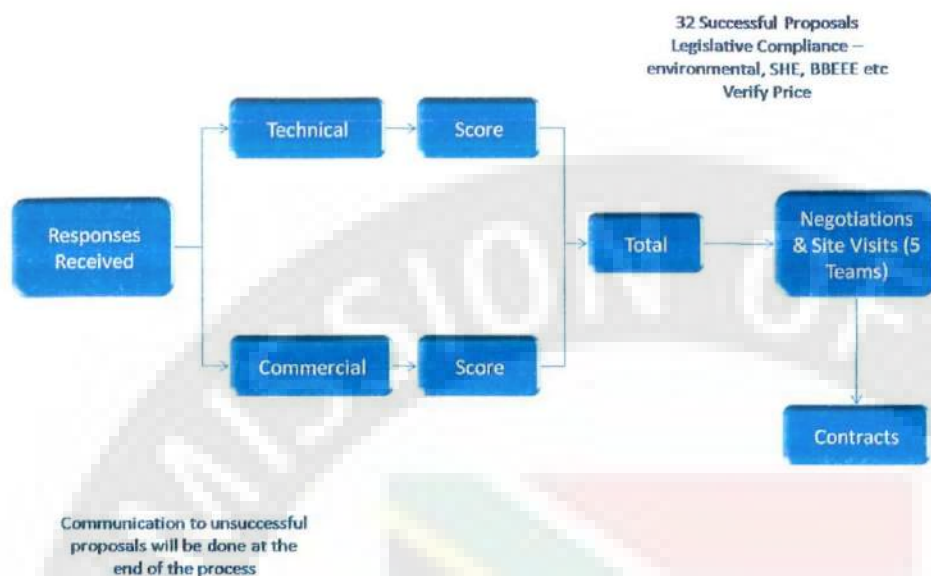 32 Successful Proposals
Legislative Compliance –
environmental, SHE, BBEEE etc
Verify Price
Technical
Score
Responses
Received
Total
Negotiations
& Site Visits (5
Teams)
Commercial
Score
Contracts
Communication to unsuccessful
proposals will be done at the
end of the process